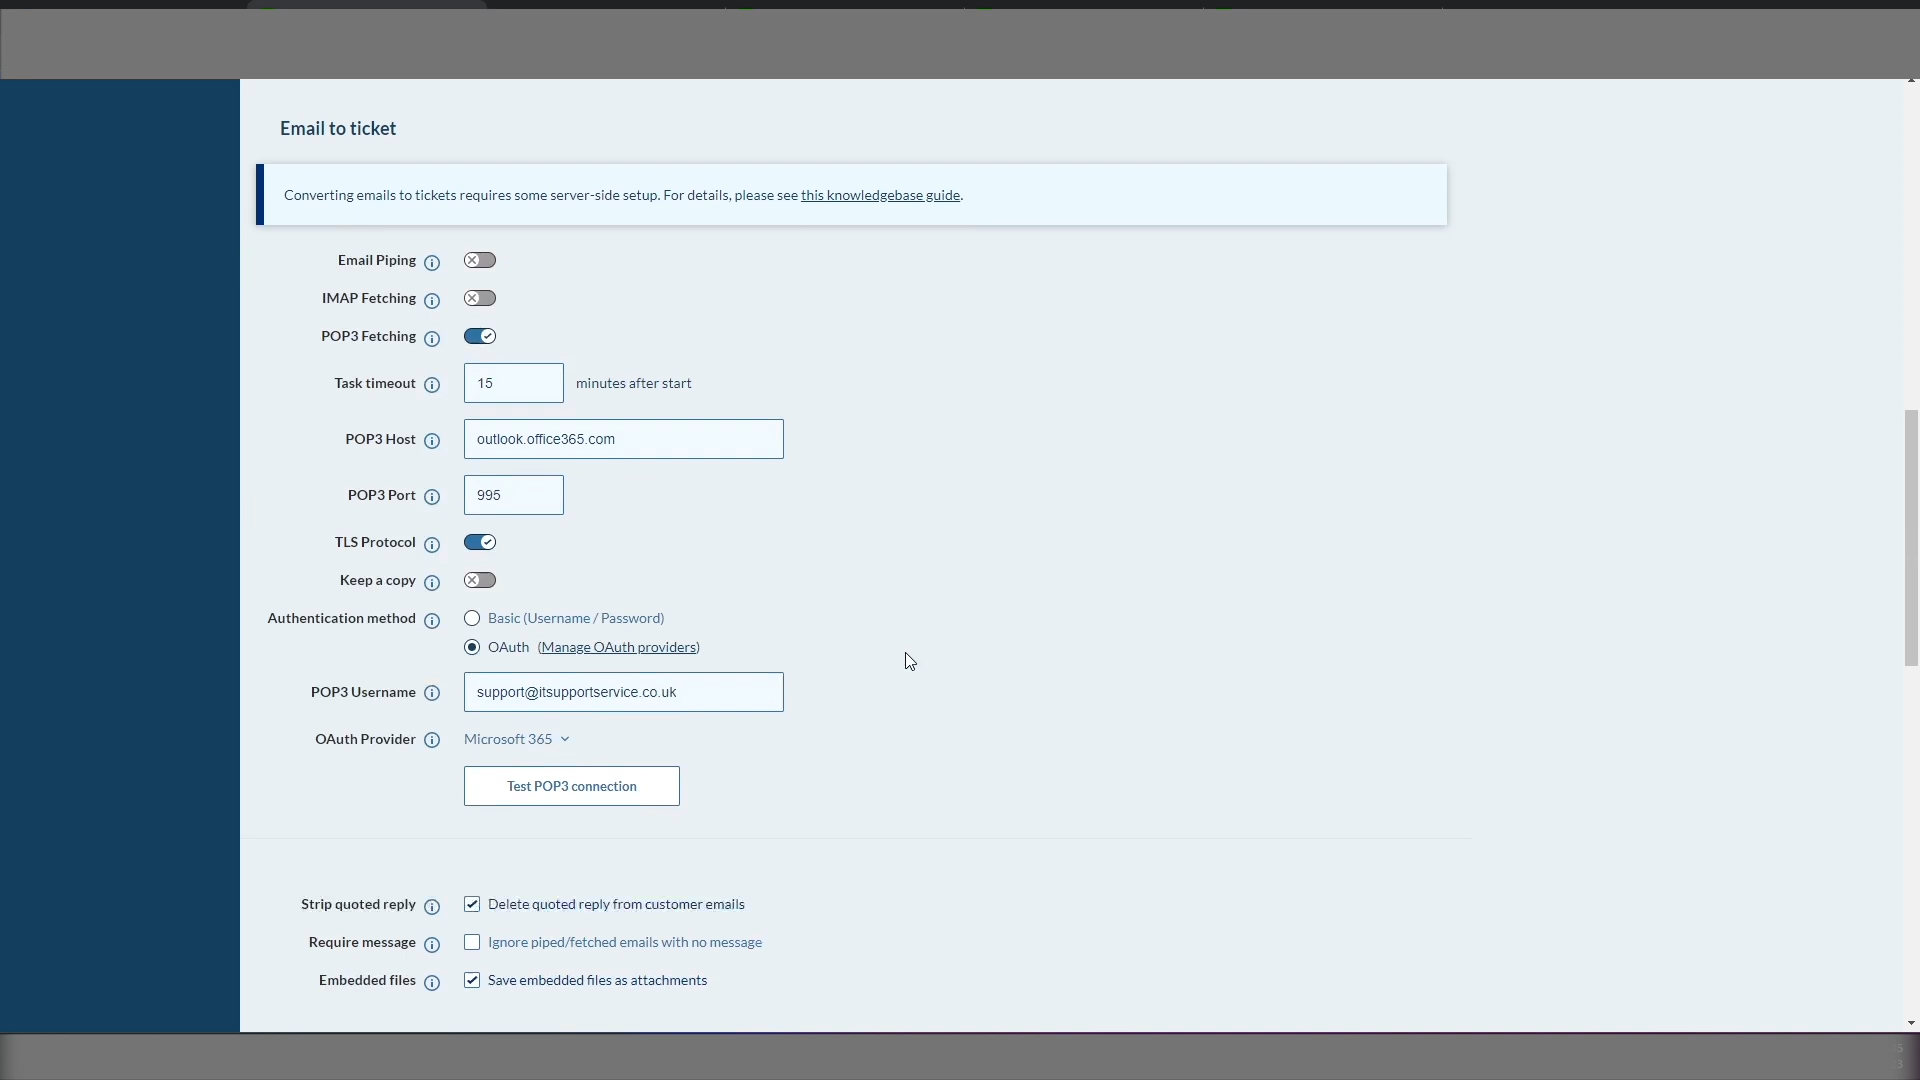 Email to ticket
Converting emails to tickets requires some server-side setup. For details, please see this knowledgebase guide.
Email Piping
IMAP Fetching
POP3 Fetching
Task timeout 15 minutes after start
POP3 Host outlook.office365.com
POP3 Port 995
TLS Protocol
Keep a copy
Authentication method Basic (Username / Password)
OAuth (Manage OAuth providers)
POP3 Username support@itsupportservice.co.uk
OAuth Provider Microsoft 365
Test POP3 connection
Strip quoted reply Delete quoted reply from customer emails
Require message Ignore piped/fetched emails with no message
Embedded files Save embedded files as attachments